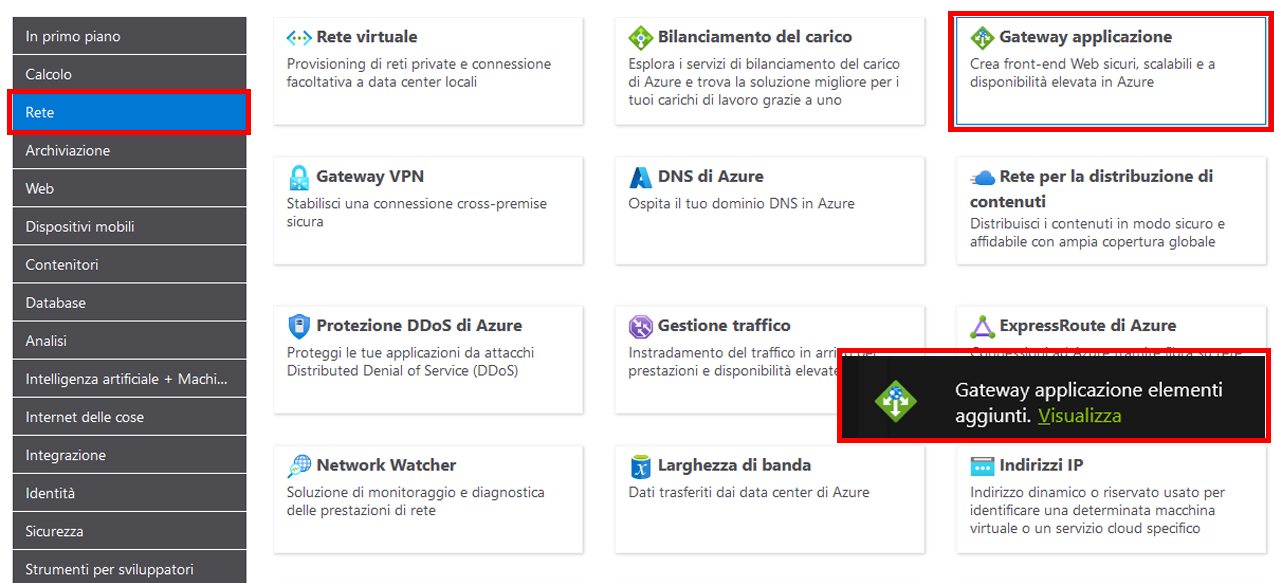 In primo piano
Calcolo
Rete
Archiviazione
Web
Dispositivi mobili
Contenitori
Database
Analisi
Intelligenza artificiale + Machi...
Internet delle cose
Integrazione
Identità
Sicurezza
Strumenti per sviluppatori
Rete virtuale
Provisioning di reti private e connessione
facoltativa a data center locali
Bilanciamento del carico
Esplora i servizi di bilanciamento del carico
di Azure e trova la soluzione migliore per i
tuoi carichi di lavoro grazie a uno
Gateway applicazione
Crea front-end Web sicuri, scalabili e a
disponibilità elevata in Azure
Gateway VPN
Stabilisci una connessione cross-premise
sicura
DNS di Azure
Ospita il tuo dominio DNS in Azure
Rete per la distribuzione di
contenuti
Distribuisci i contenuti in modo sicuro e
affidabile con ampia copertura globale
Protezione DDoS di Azure
Proteggi le tue applicazioni da attacchi
Distributed Denial of Service (DDoS)
Gestione traffico
Instradamento del traffico in arrivo per
prestazioni e disponibilità elevate
ExpressRoute di Azure
Connessioni ad Azure tramite fibra su rete
Gateway applicazione elementi
aggiunti. Visualizza
Network Watcher
Soluzione di monitoraggio e diagnostica
delle prestazioni di rete
Larghezza di banda
Dati trasferiti dai data center di Azure
Indirizzi IP
Indirizzo dinamico o riservato usato per
identificare una determinata macchina
virtuale o un servizio cloud specifico